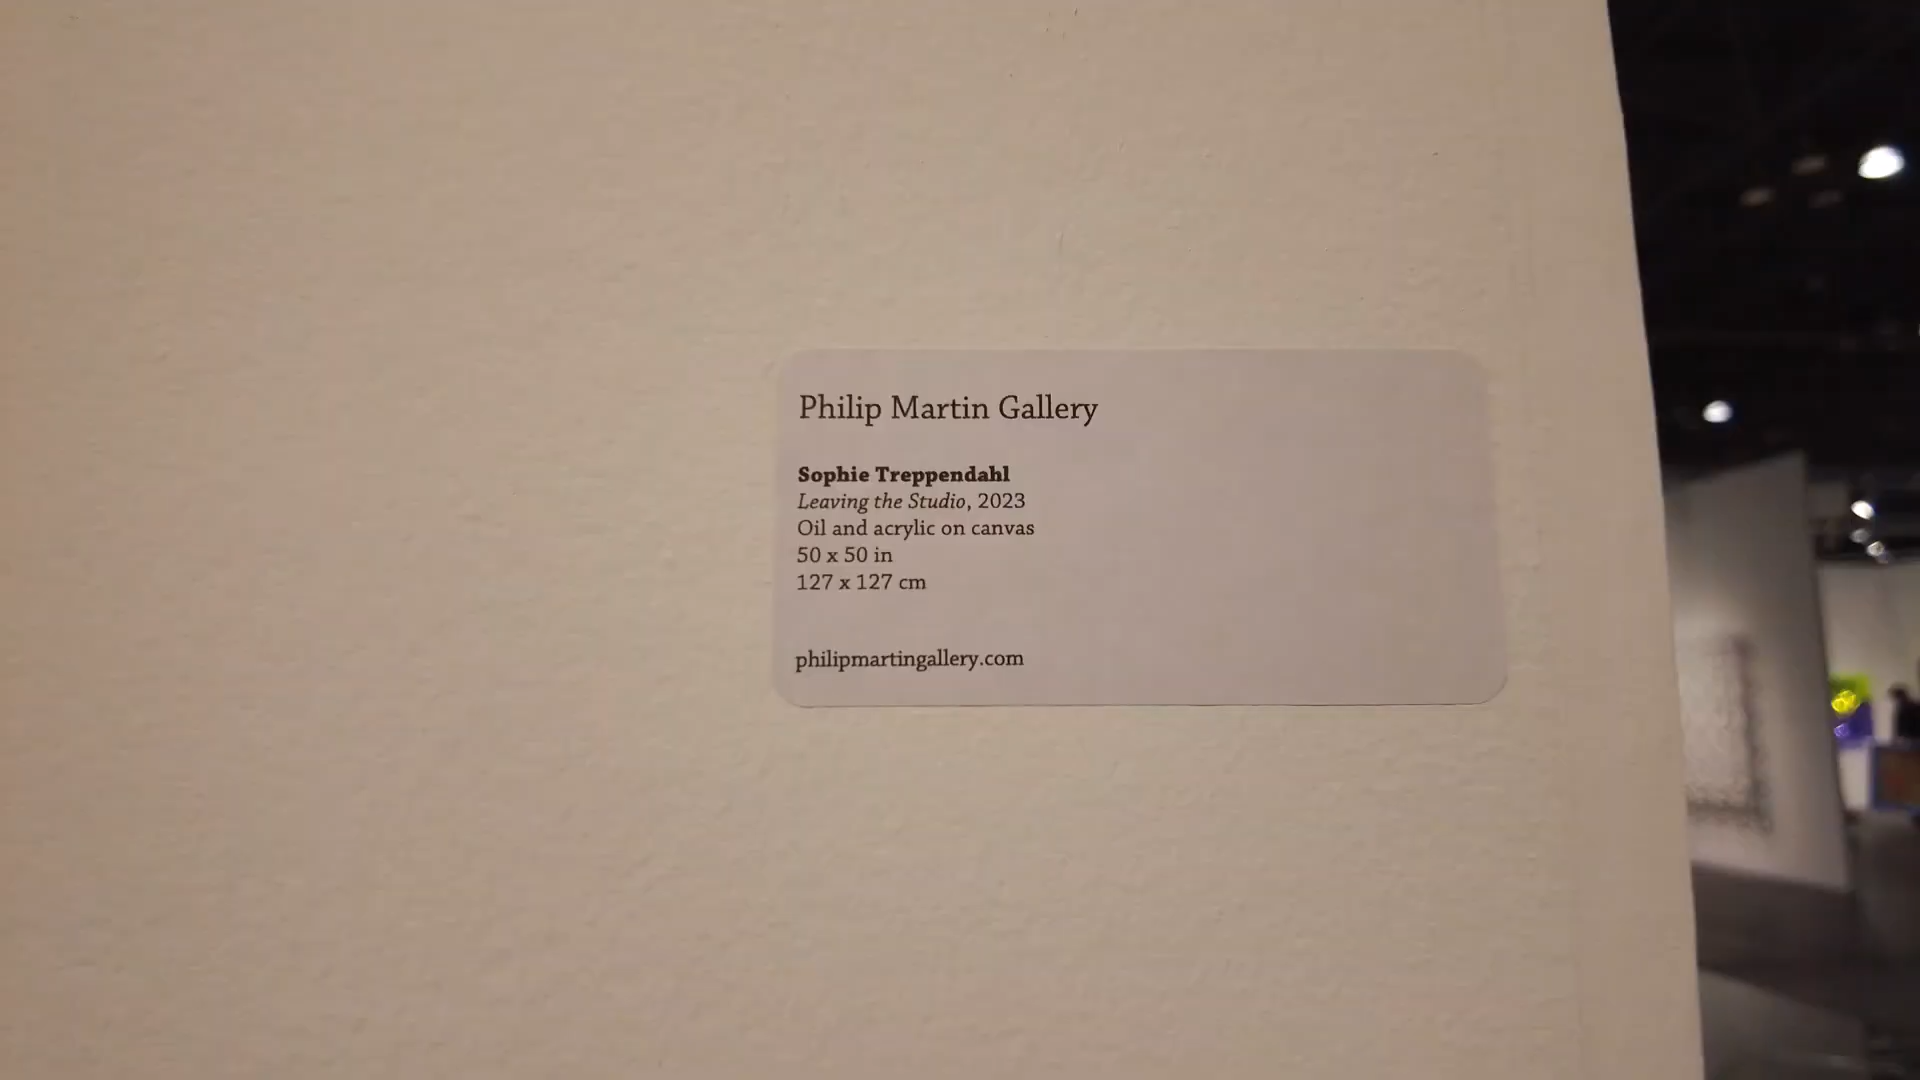 Philip Martin Gallery
Sophie Treppendahl
Leaving the Studio, 2023
Oil and acrylic on canvas
50 x 50 in
127 x 127 cm
philipmartingallery.com